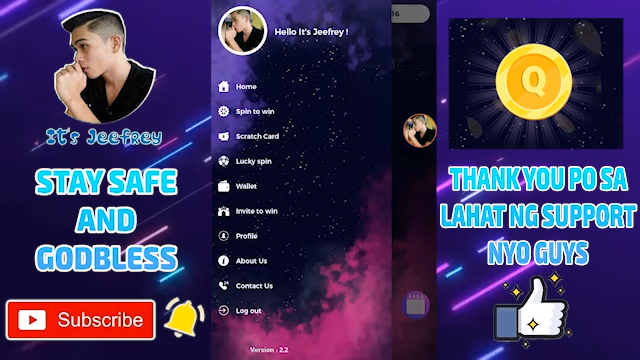 It's Jeefrey
STAY SAFE
AND
GODBLESS
Subscribe
Hello It's Jeefrey !
Home
Spin to win
Scratch Card
Lucky spin
Wallet
Invite to win
Profile
About Us
Contact Us
Log out
Version : 2.2
16
Q
THANK YOU PO SA
LAHAT NG SUPPORT
NYO GUYS